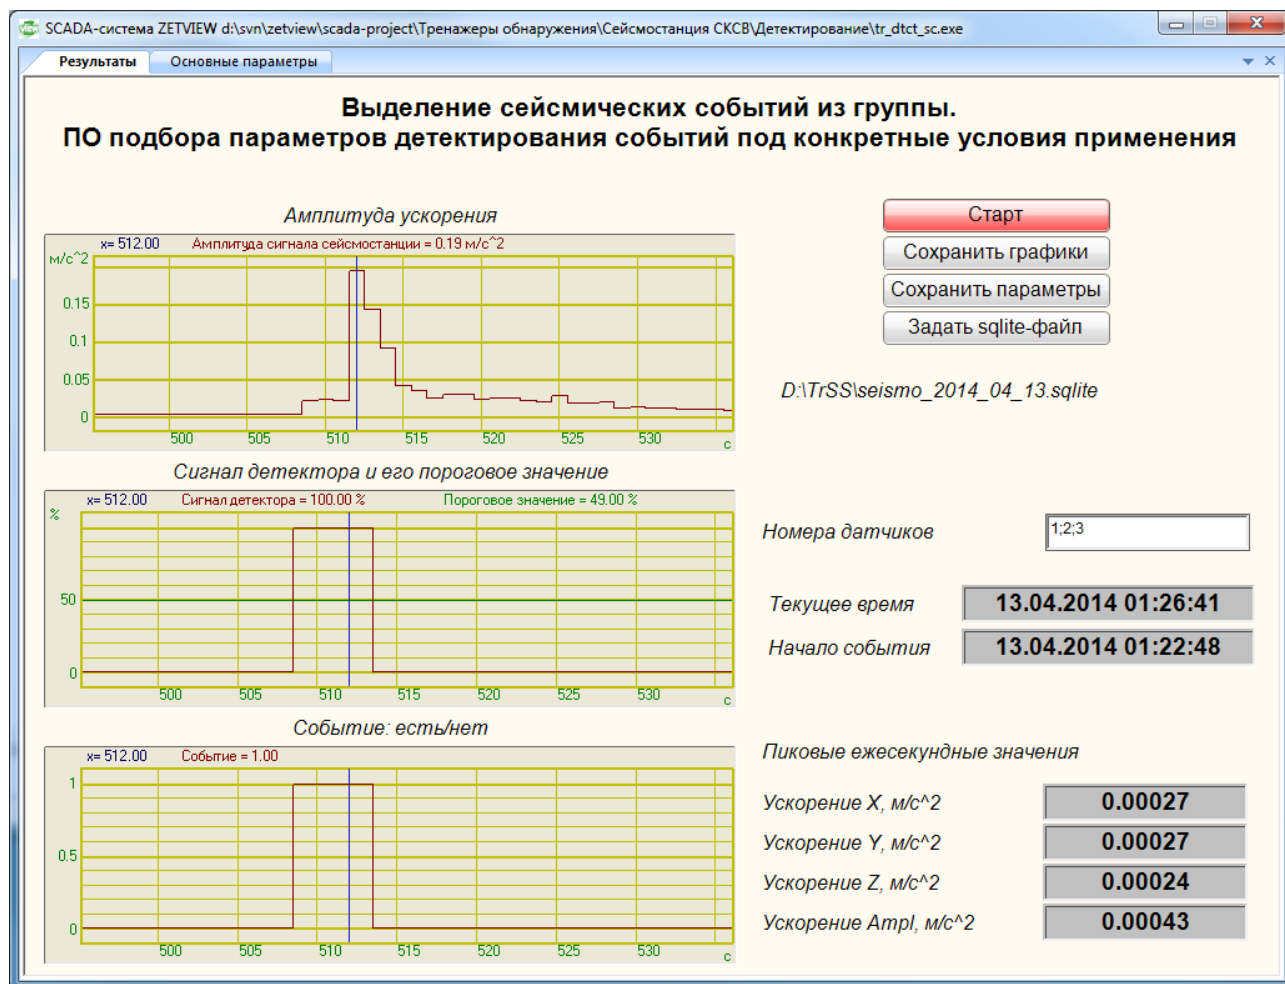 SCADA-система ZETVIEW d:\svn\zetview\scada-project\Тренажеры обнаружения\Сейсмостанция СКСВ\Детектирование\tr_dtct_sc.exe
Результаты Основные параметры
Выделение сейсмических событий из группы.
ПО подбора параметров детектирования событий под конкретные условия применения
Амплитуда ускорения
x= 512.00 Амплитуда сигнала сейсмостанции = 0.19 м/с^2
м/с^2
0.15
0.1
0.05
0
500 505 510 515 520 525 530 с
Сигнал детектора и его пороговое значение
x= 512.00 Сигнал детектора = 100.00 % Пороговое значение = 49.00 %
%
50
0
500 505 510 515 520 525 530 с
Событие: есть/нет
x= 512.00 Событие = 1.00
1
0.5
0
500 505 510 515 520 525 530 с
Старт
Сохранить графики
Сохранить параметры
Задать sqlite-файл
D:\TrSS\seismo_2014_04_13.sqlite
Номера датчиков 1;2;3
Текущее время 13.04.2014 01:26:41
Начало события 13.04.2014 01:22:48
Пиковые ежесекундные значения
Ускорение X, м/с^2 0.00027
Ускорение Y, м/с^2 0.00027
Ускорение Z, м/с^2 0.00024
Ускорение Ampl, м/с^2 0.00043